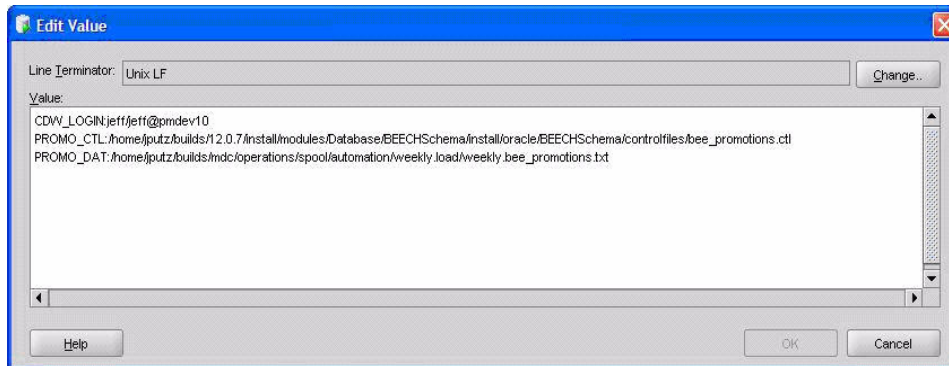 Edit Value
Line Terminator: Unix LF Change..
Value:
CDW_LOGIN:jeff/jeff@pmdev10
PROMO_CTL:/home/jputz/builds/12.0.7/install/modules/Database/BEECHSchema/install/oracle/BEECHSchema/controlfiles/bee_promotions.ctl
PROMO_DAT:/home/jputz/builds/mdc/operations/spool/automation/weekly.load/weekly.bee_promotions.txt
Help OK Cancel